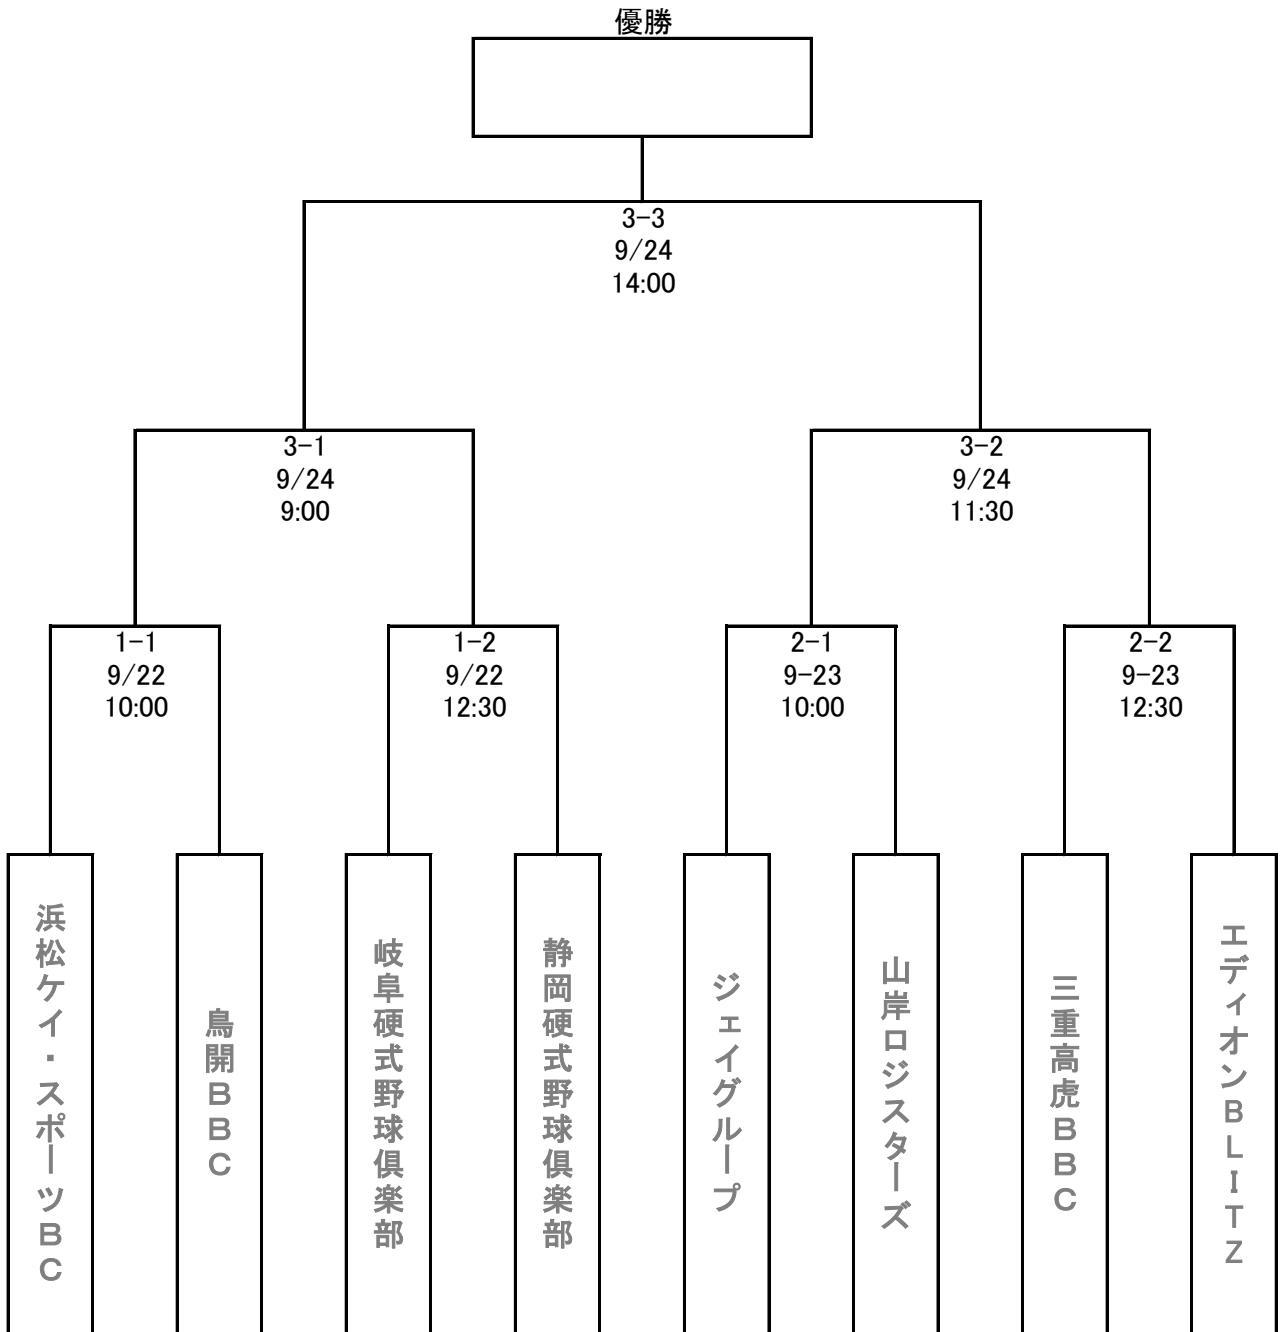 優勝
3-3
9/24
14:00
3-1
9/24
9:00
3-2
9/24
11:30
1-1
9/22
10:00
1-2
9/22
12:30
2-1
9-23
10:00
2-2
9-23
12:30
浜松ケイ・スポーツBC
鳥開BBC
岐阜硬式野球倶楽部
静岡硬式野球倶楽部
ジェイグループ
山岸ロジスターズ
三重高虎BBC
エディオンBLITZ